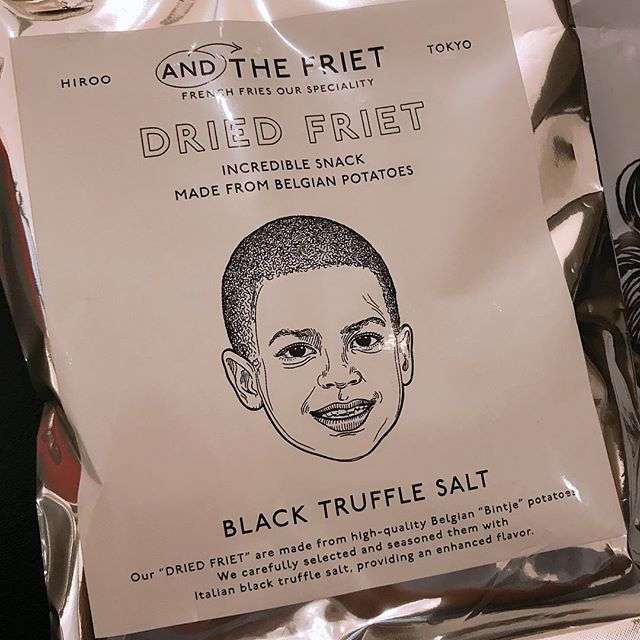 HIROO
AND THE FRIET
TOKYO
FRENCH FRIES OUR SPECIALITY
DRIED FRIET
INCREDIBLE SNACK
MADE FROM BELGIAN POTATOES
BLACK TRUFFLE SALT
Our "DRIED FRIET" are made from high-quality Belgian "Bintje" potatoes
We carefully selected and seasoned them with
Italian black truffle salt, providing an enhanced flavor.